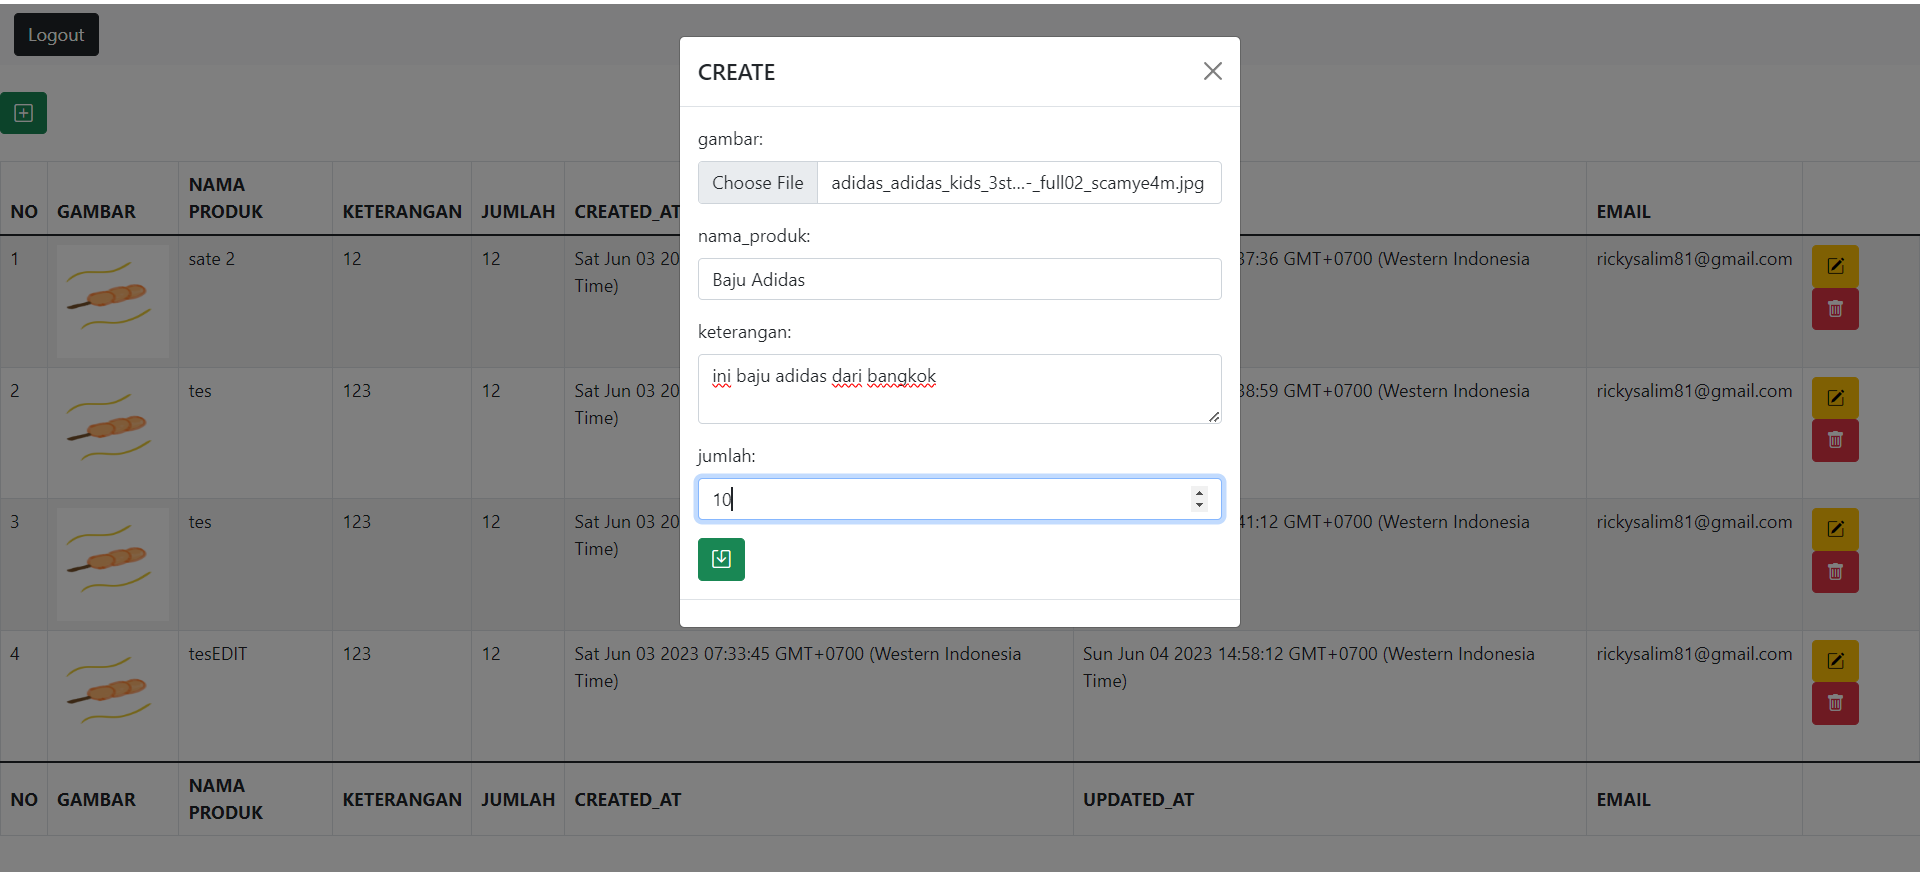 Logout
CREATE
gambar:
Choose File adidas_adidas_kids_3st...-_full02_scamye4m.jpg
nama_produk:
Baju Adidas
keterangan:
ini baju adidas dari bangkok
jumlah:
10
NO GAMBAR NAMA PRODUK KETERANGAN JUMLAH CREATED_AT EMAIL
1 sate 2 12 12 Sat Jun 03 20 37:36 GMT+0700 (Western Indonesia rickysalim81@gmail.com
Time)
2 tes 123 12 Sat Jun 03 20 38:59 GMT+0700 (Western Indonesia rickysalim81@gmail.com
Time)
3 tes 123 12 Sat Jun 03 20 41:12 GMT+0700 (Western Indonesia rickysalim81@gmail.com
Time)
4 tesEDIT 123 12 Sat Jun 03 2023 07:33:45 GMT+0700 (Western Indonesia Sun Jun 04 2023 14:58:12 GMT+0700 (Western Indonesia rickysalim81@gmail.com
Time) Time)
NO GAMBAR NAMA PRODUK KETERANGAN JUMLAH CREATED_AT UPDATED_AT EMAIL